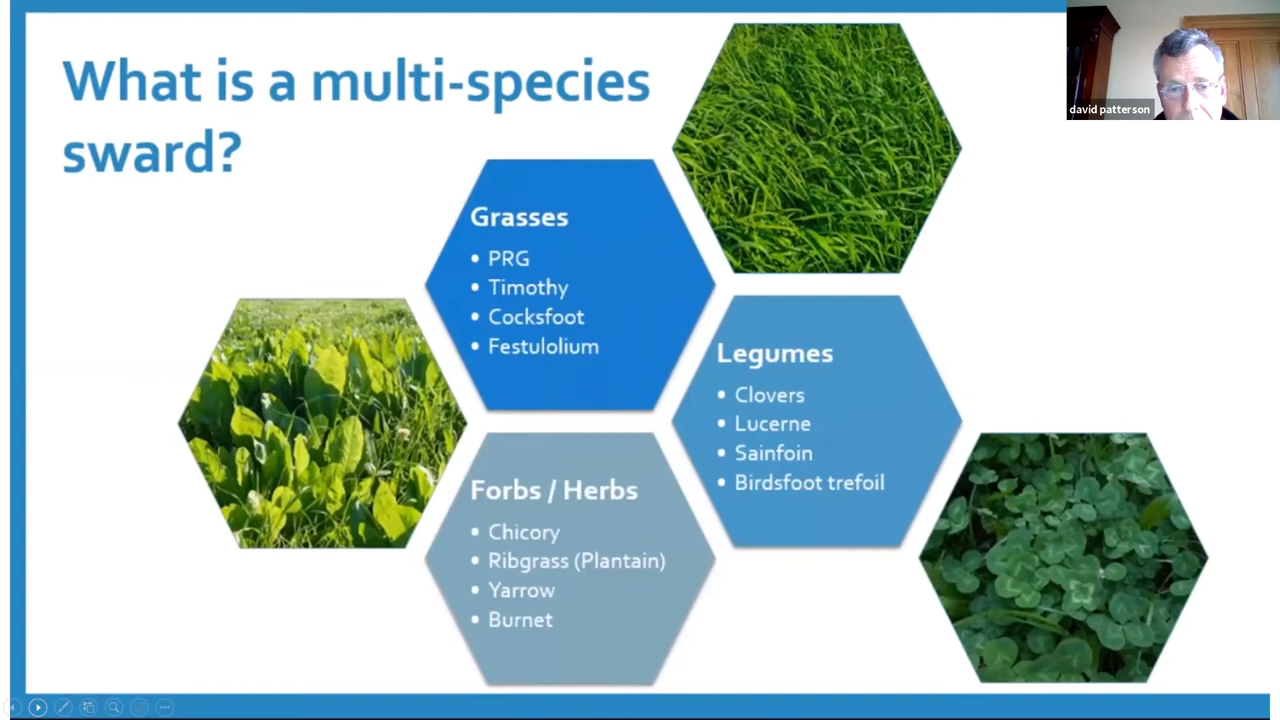 What is a multi-species
sward?
david patterson
Grasses
• PRG
• Timothy
• Cocksfoot
• Festulolium
Legumes
• Clovers
• Lucerne
• Sainfoin
• Birdsfoot trefoil
Forbs / Herbs
• Chicory
• Ribgrass (Plantain)
• Yarrow
• Burnet